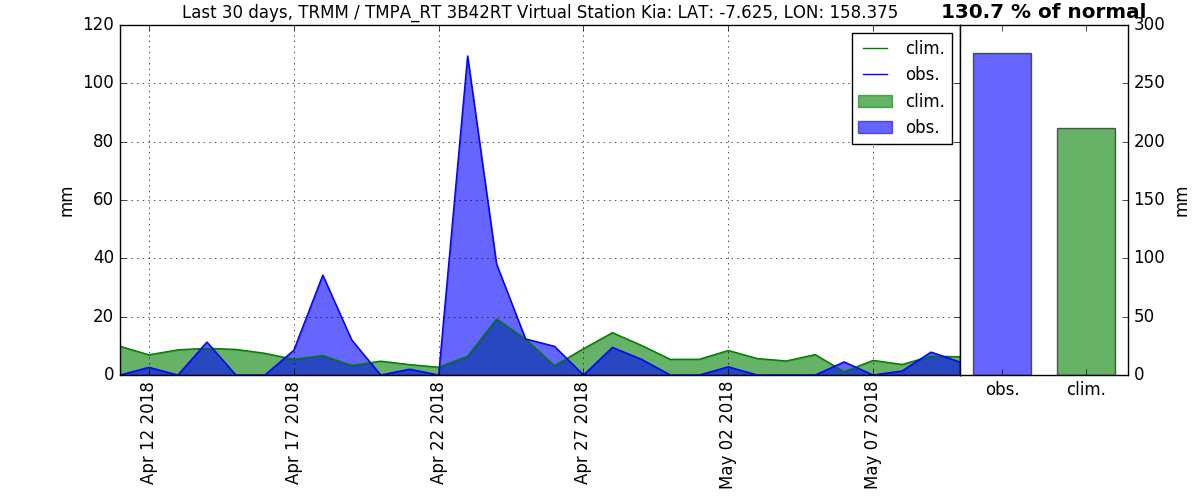 Last 30 days, TRMM / TMPA_RT 3B42RT Virtual Station Kia: LAT: -7.625, LON: 158.375
130.7 % of normal
120
100
80
60
40
20
0
mm
clim.
obs.
clim.
obs.
Apr 12 2018
Apr 17 2018
Apr 22 2018
Apr 27 2018
May 02 2018
May 07 2018
300
250
200
150
100
50
0
mm
obs.
clim.